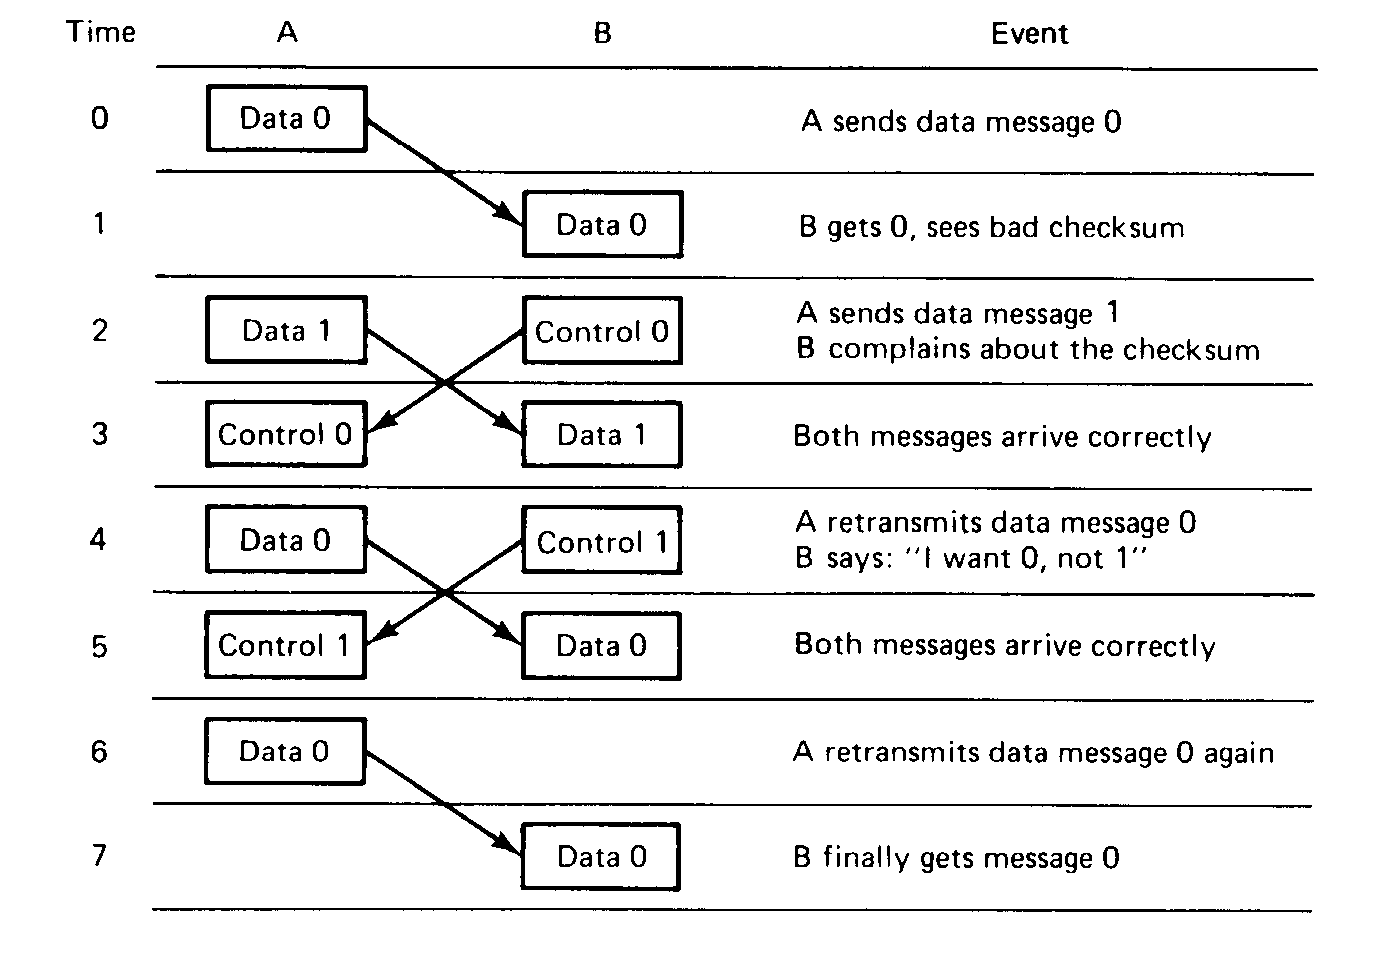 Time A B Event
0 Data 0 A sends data message 0
1 Data 0 B gets 0, sees bad checksum
2 Data 1 Control 0 A sends data message 1
B complains about the checksum
3 Control 0 Data 1 Both messages arrive correctly
4 Data 0 Control 1 A retransmits data message 0
B says: "I want 0, not 1"
5 Control 1 Data 0 Both messages arrive correctly
6 Data 0 A retransmits data message 0 again
7 Data 0 B finally gets message 0